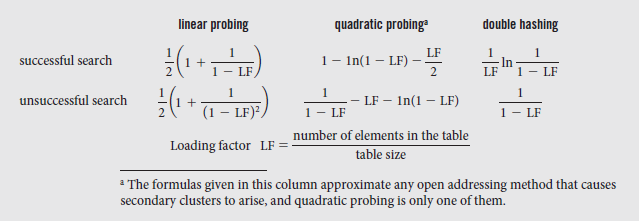 linear probing quadratic probingᵃ double hashing
successful search 1/2 (1 + 1/(1 − LF)) 1 − ln(1 − LF) − LF/2 1/LF ln 1/(1 − LF)
unsuccessful search 1/2 (1 + 1/(1 − LF)²) 1/(1 − LF) − LF − ln(1 − LF) 1/(1 − LF)
Loading factor LF = number of elements in the table / table size
ᵃ The formulas given in this column approximate any open addressing method that causes
secondary clusters to arise, and quadratic probing is only one of them.